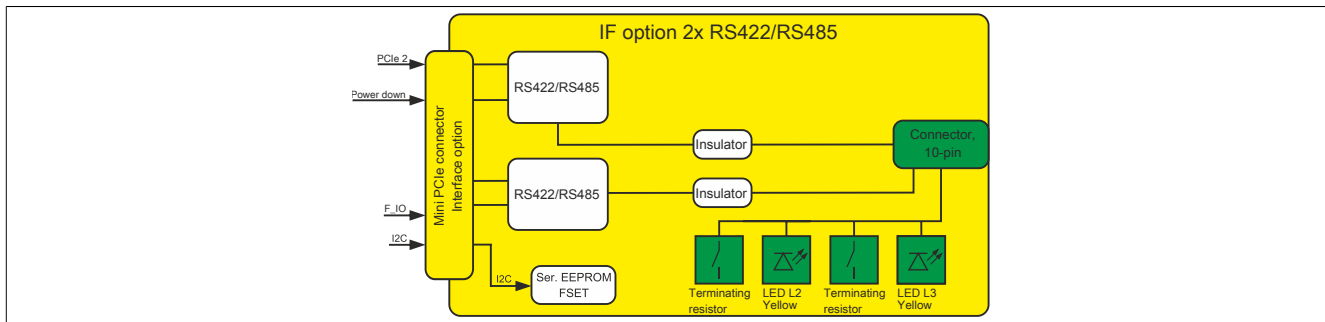 IF option 2x RS422/RS485
PCIe 2
Power down
F_IO
I2C
Mini PCIe connector
Interface option
RS422/RS485
Insulator
Connector,
10-pin
RS422/RS485
Insulator
I2C
Ser. EEPROM
FSET
Terminating
resistor
LED L2
Yellow
Terminating
resistor
LED L3
Yellow